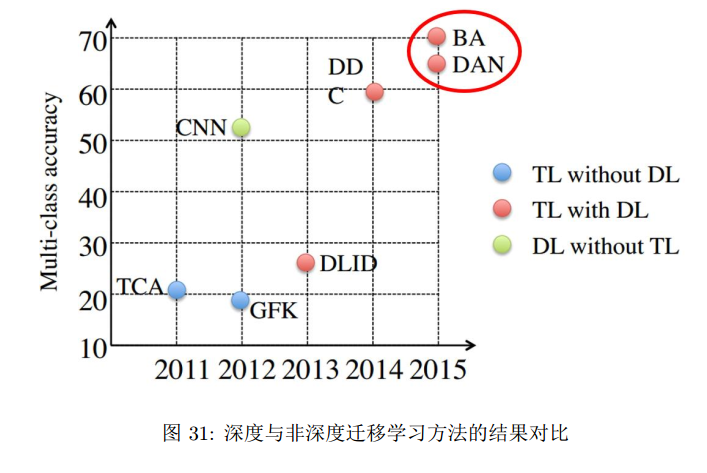 70
60
50
40
30
20
10
Multi-class accuracy
BA
DAN
DD
C
CNN
DLID
TCA
GFK
TL without DL
TL with DL
DL without TL
2011 2012 2013 2014 2015
图 31: 深度与非深度迁移学习方法的结果对比